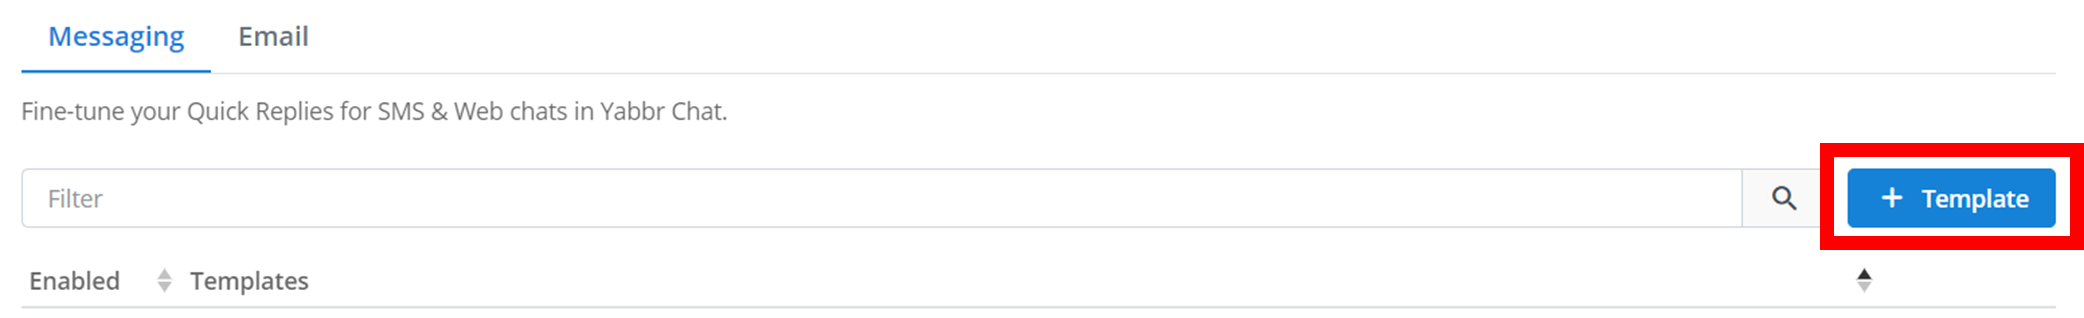 Messaging Email
Fine-tune your Quick Replies for SMS & Web chats in Yabbr Chat.
Filter + Template
Enabled Templates